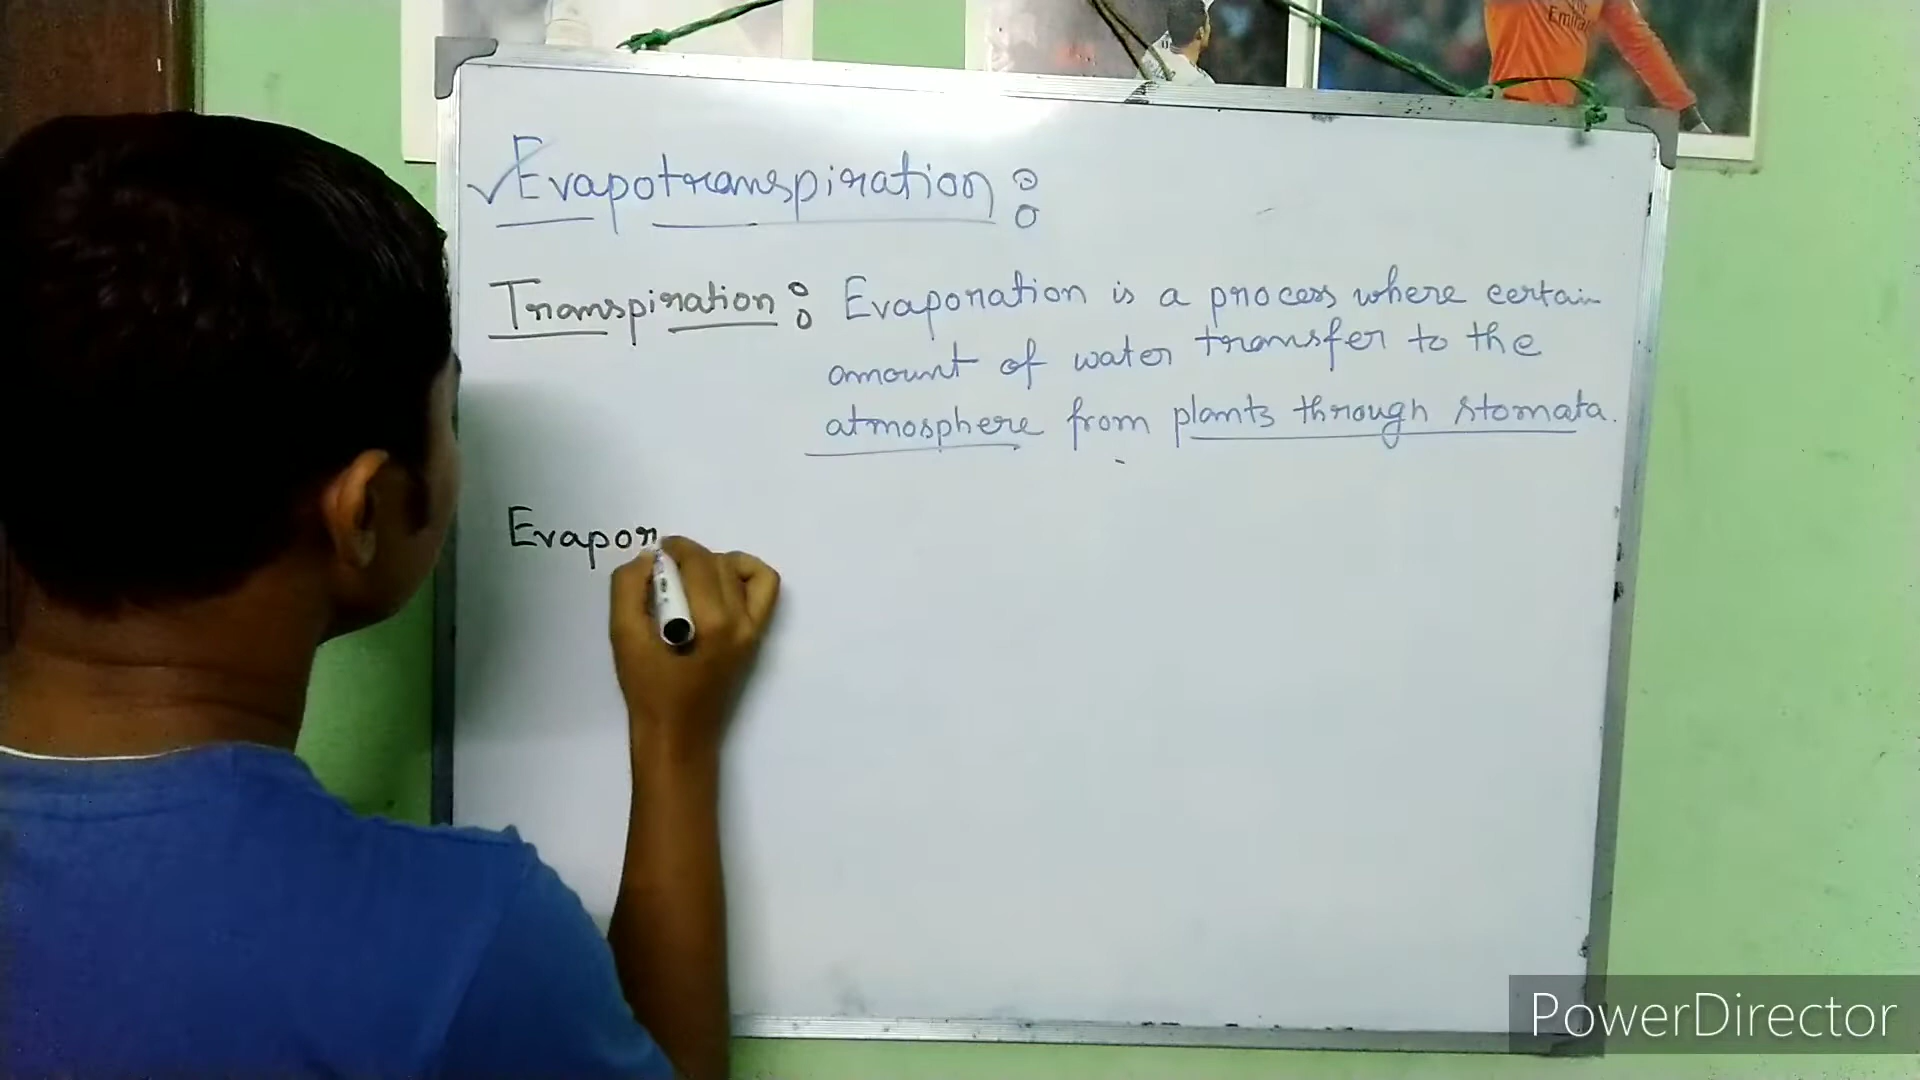 Emirates
Evapotranspiration :
Transpiration : Evaporation is a process where certain
amount of water transfer to the
atmosphere from plants through stomata.
Evapor
PowerDirector